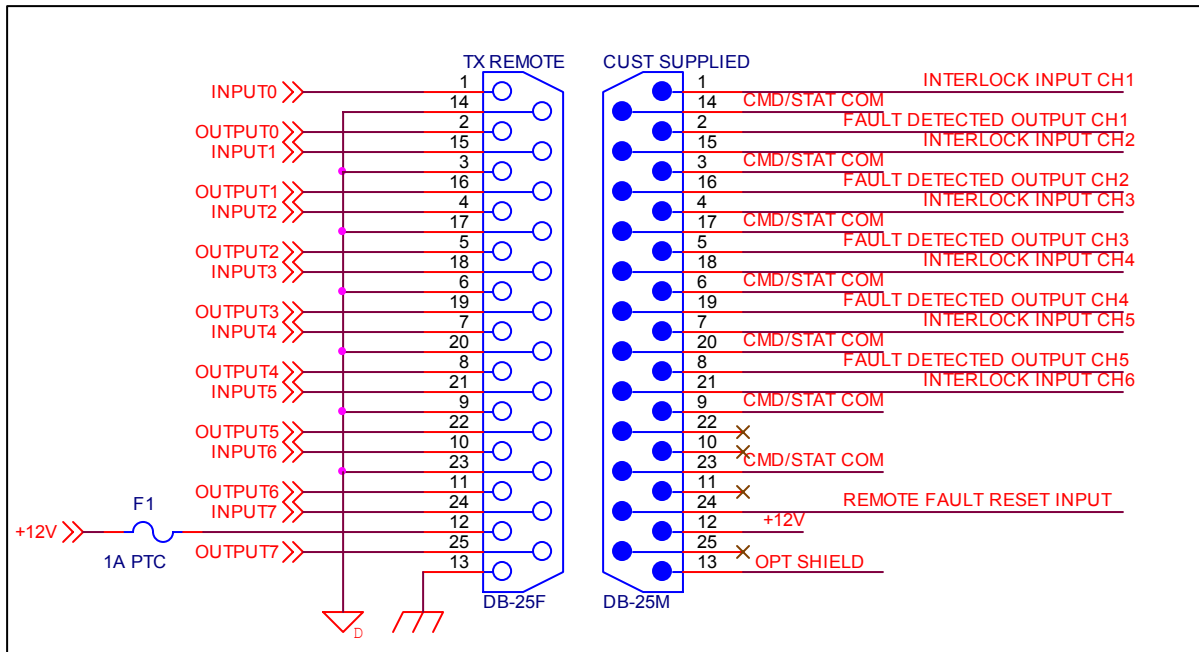 TX REMOTE CUST SUPPLIED
INPUT0 1 1 INTERLOCK INPUT CH1
14 14 CMD/STAT COM
OUTPUT0 2 2 FAULT DETECTED OUTPUT CH1
INPUT1 15 15 INTERLOCK INPUT CH2
3 3 CMD/STAT COM
OUTPUT1 16 16 FAULT DETECTED OUTPUT CH2
INPUT2 4 4 INTERLOCK INPUT CH3
17 17 CMD/STAT COM
OUTPUT2 5 5 FAULT DETECTED OUTPUT CH3
INPUT3 18 18 INTERLOCK INPUT CH4
6 6 CMD/STAT COM
OUTPUT3 19 19 FAULT DETECTED OUTPUT CH4
INPUT4 7 7 INTERLOCK INPUT CH5
20 20 CMD/STAT COM
OUTPUT4 8 8 FAULT DETECTED OUTPUT CH5
INPUT5 21 21 INTERLOCK INPUT CH6
9 9 CMD/STAT COM
OUTPUT5 22 22
INPUT6 10 10
23 23 CMD/STAT COM
OUTPUT6 11 11
F1 INPUT7 24 24 REMOTE FAULT RESET INPUT
+12V 12 12 +12V
1A PTC OUTPUT7 25 25
13 13 OPT SHIELD
DB-25F DB-25M
D